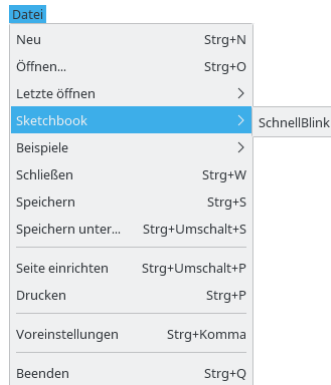 Datei
Neu Strg+N
Öffnen... Strg+O
Letzte öffnen
Sketchbook SchnellBlink
Beispiele
Schließen Strg+W
Speichern Strg+S
Speichern unter... Strg+Umschalt+S
Seite einrichten Strg+Umschalt+P
Drucken Strg+P
Voreinstellungen Strg+Komma
Beenden Strg+Q